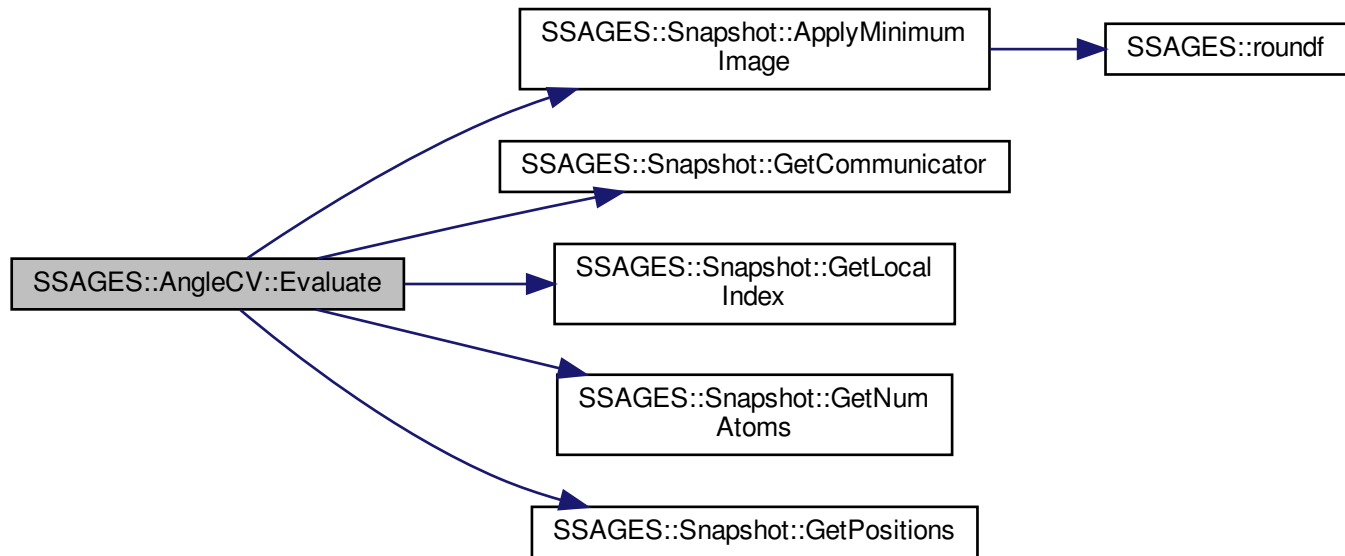 SSAGES::Snapshot::ApplyMinimum
Image
SSAGES::roundf
SSAGES::Snapshot::GetCommunicator
SSAGES::AngleCV::Evaluate
SSAGES::Snapshot::GetLocal
Index
SSAGES::Snapshot::GetNum
Atoms
SSAGES::Snapshot::GetPositions